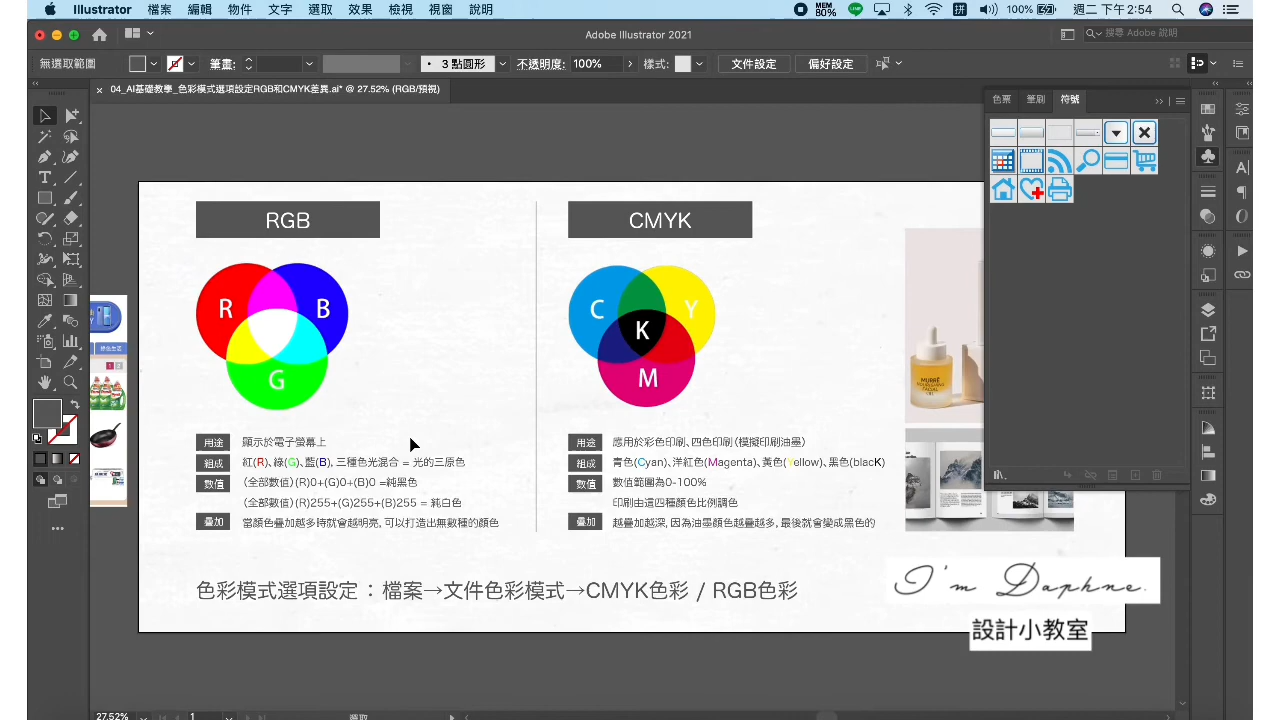 Illustrator 檔案 編輯 物件 文字 選取 效果 檢視 視窗 說明
MEM 80% 100% 週二 下午2:54
Adobe Illustrator 2021
搜尋 Adobe 說明
無選取範圍 筆畫: 3 點圓形 不透明度: 100% 樣式: 文件設定 偏好設定
04_AI基礎教學_色彩模式選項設定RGB和CMYK差異.ai* @ 27.52% (RGB/預視)
色票 筆刷 符號
RGB
R
B
G
用途 顯示於電子螢幕上
組成 紅(R)、綠(G)、藍(B), 三種色光混合 = 光的三原色
數值 (全部數值) (R)0+(G)0+(B)0 =純黑色
(全部數值) (R)255+(G)255+(B)255 = 純白色
疊加 當顏色疊加越多時就會越明亮, 可以打造出無數種的顏色
CMYK
C
Y
K
M
用途 應用於彩色印刷、四色印刷(模擬印刷油墨)
組成 青色(Cyan)、洋紅色(Magenta)、黃色(Yellow)、黑色(blacK)
數值 數值範圍為0-100%
印刷由這四種顏色比例調色
疊加 越疊加越深, 因為油墨顏色越疊越多, 最後就會變成黑色的
MURRÉ
NOURISHING
FACIAL
OIL
色彩模式選項設定：檔案→文件色彩模式→CMYK色彩 / RGB色彩
I'm Daphne.
設計小教室
27.52% 1 選取